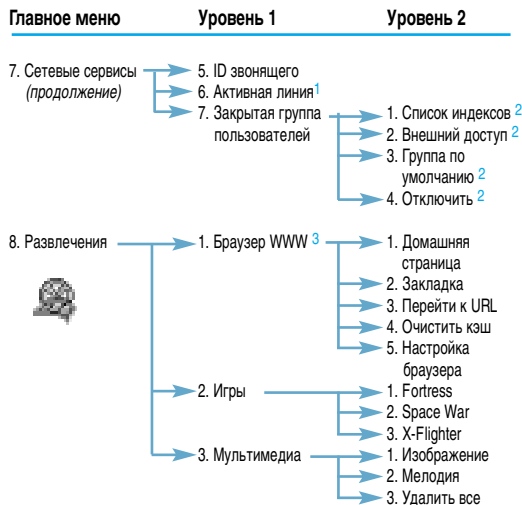 Главное меню Уровень 1 Уровень 2
7. Сетевые сервисы
(продолжение)
5. ID звонящего
6. Активная линия1
7. Закрытая группа
пользователей
1. Список индексов 2
2. Внешний доступ 2
3. Группа по
умолчанию 2
4. Отключить 2
8. Развлечения
1. Браузер WWW 3
1. Домашняя
страница
2. Закладка
3. Перейти к URL
4. Очистить кэш
5. Настройка
браузера
2. Игры
1. Fortress
2. Space War
3. X-Flighter
3. Мультимедиа
1. Изображение
2. Мелодия
3. Удалить все